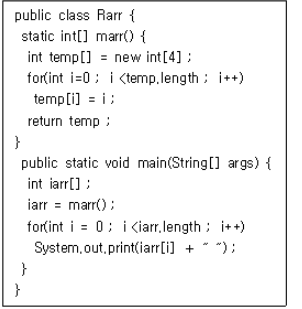 public class Rarr {
static int[] marr() {
int temp[] = new int[4] ;
for(int i=0 ; i <temp.length ; i++)
temp[i] = i ;
return temp ;
}
public static void main(String[] args) {
int iarr[] ;
iarr = marr() ;
for(int i = 0 ; i <iarr.length ; i++)
System.out.print(iarr[i] + " ") ;
}
}